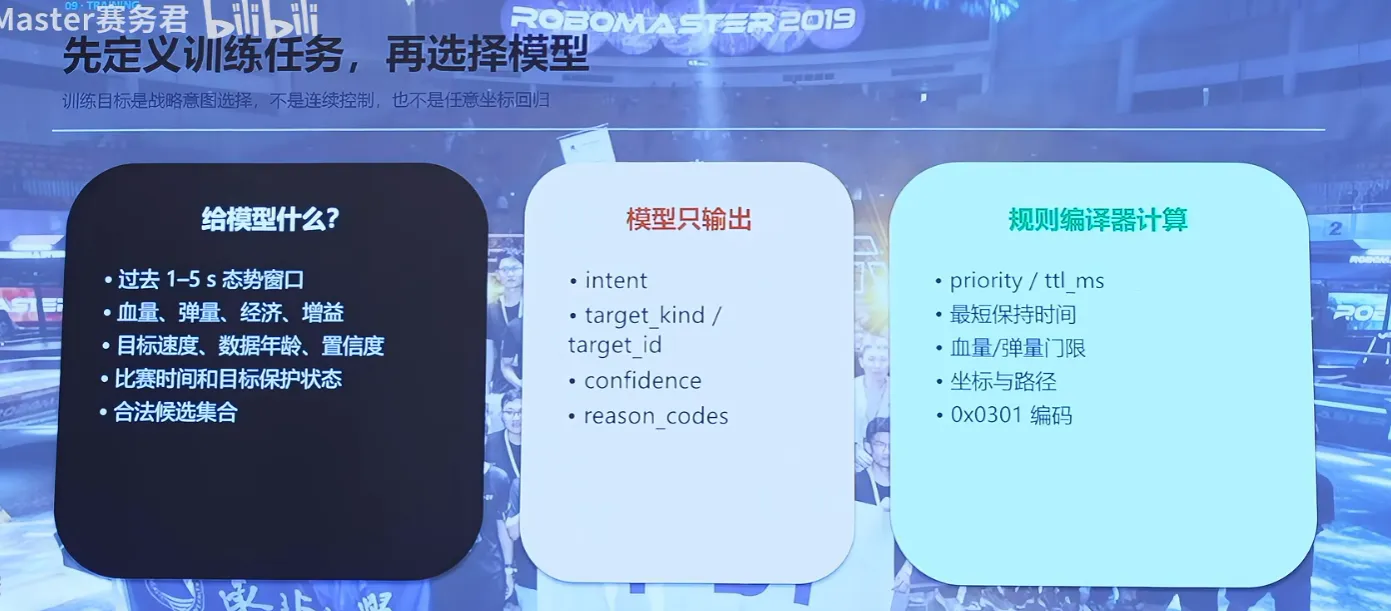 09 · TRAINING
Master赛务君 bilibili
ROBOMASTER 2019
先定义训练任务，再选择模型
训练目标是战略意图选择，不是连续控制，也不是任意坐标回归
给模型什么？
• 过去 1–5 s 态势窗口
• 血量、弹量、经济、增益
• 目标速度、数据年龄、置信度
• 比赛时间和目标保护状态
• 合法候选集合
模型只输出
• intent
• target_kind /
target_id
• confidence
• reason_codes
规则编译器计算
• priority / ttl_ms
• 最短保持时间
• 血量/弹量门限
• 坐标与路径
• 0x0301 编码
2